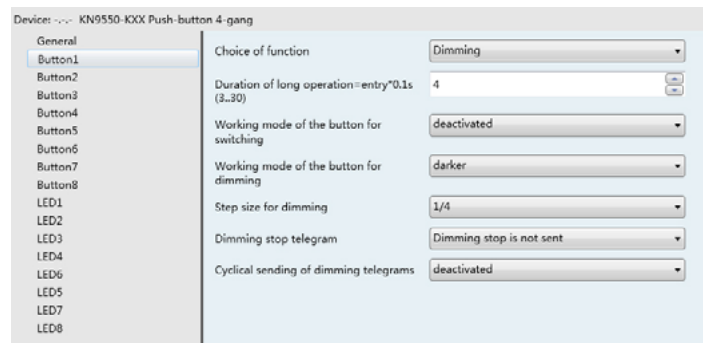 Device: -.-.- KN9550-KXX Push-button 4-gang
General
Button1
Button2
Button3
Button4
Button5
Button6
Button7
Button8
LED1
LED2
LED3
LED4
LED6
LED5
LED7
LED8
Choice of function
Dimming
Duration of long operation=entry*0.1s
(3..30)
4
Working mode of the button for
switching
deactivated
Working mode of the button for
dimming
darker
Step size for dimming
1/4
Dimming stop telegram
Dimming stop is not sent
Cyclical sending of dimming telegrams
deactivated